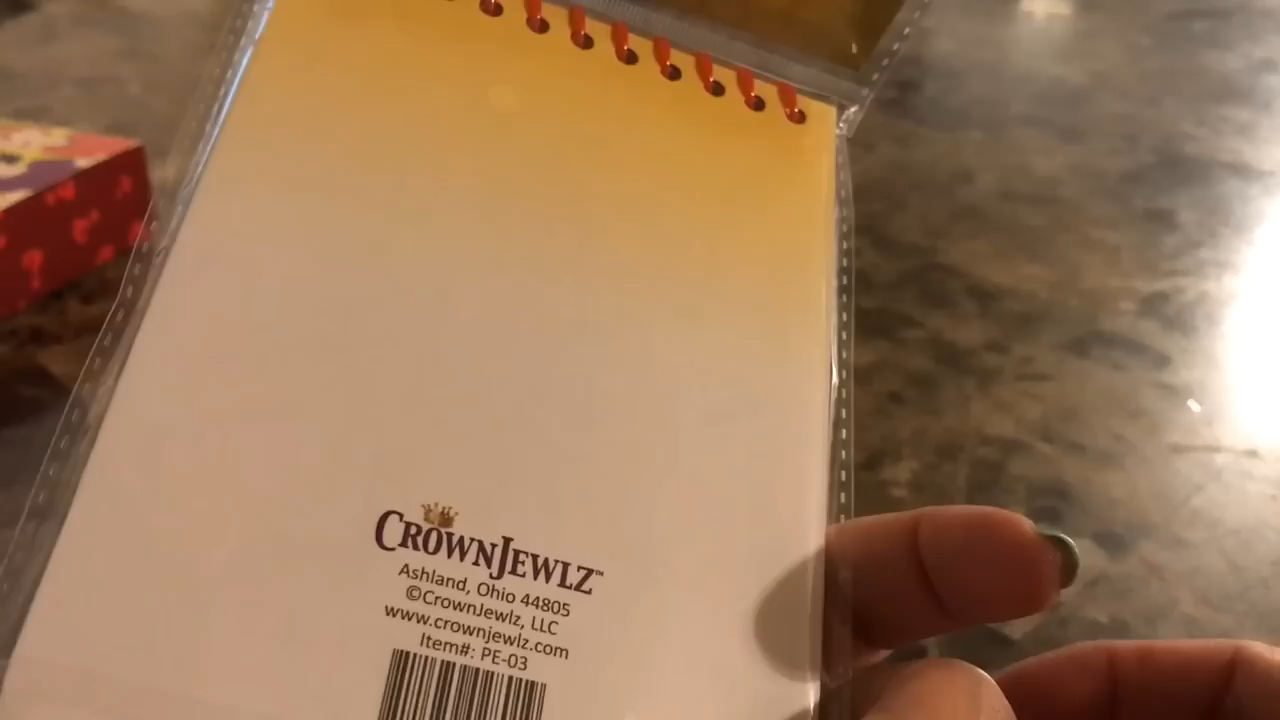 CROWNJEWLZ™
Ashland, Ohio 44805
©CrownJewlz, LLC
www.crownjewlz.com
Item#: PE-03